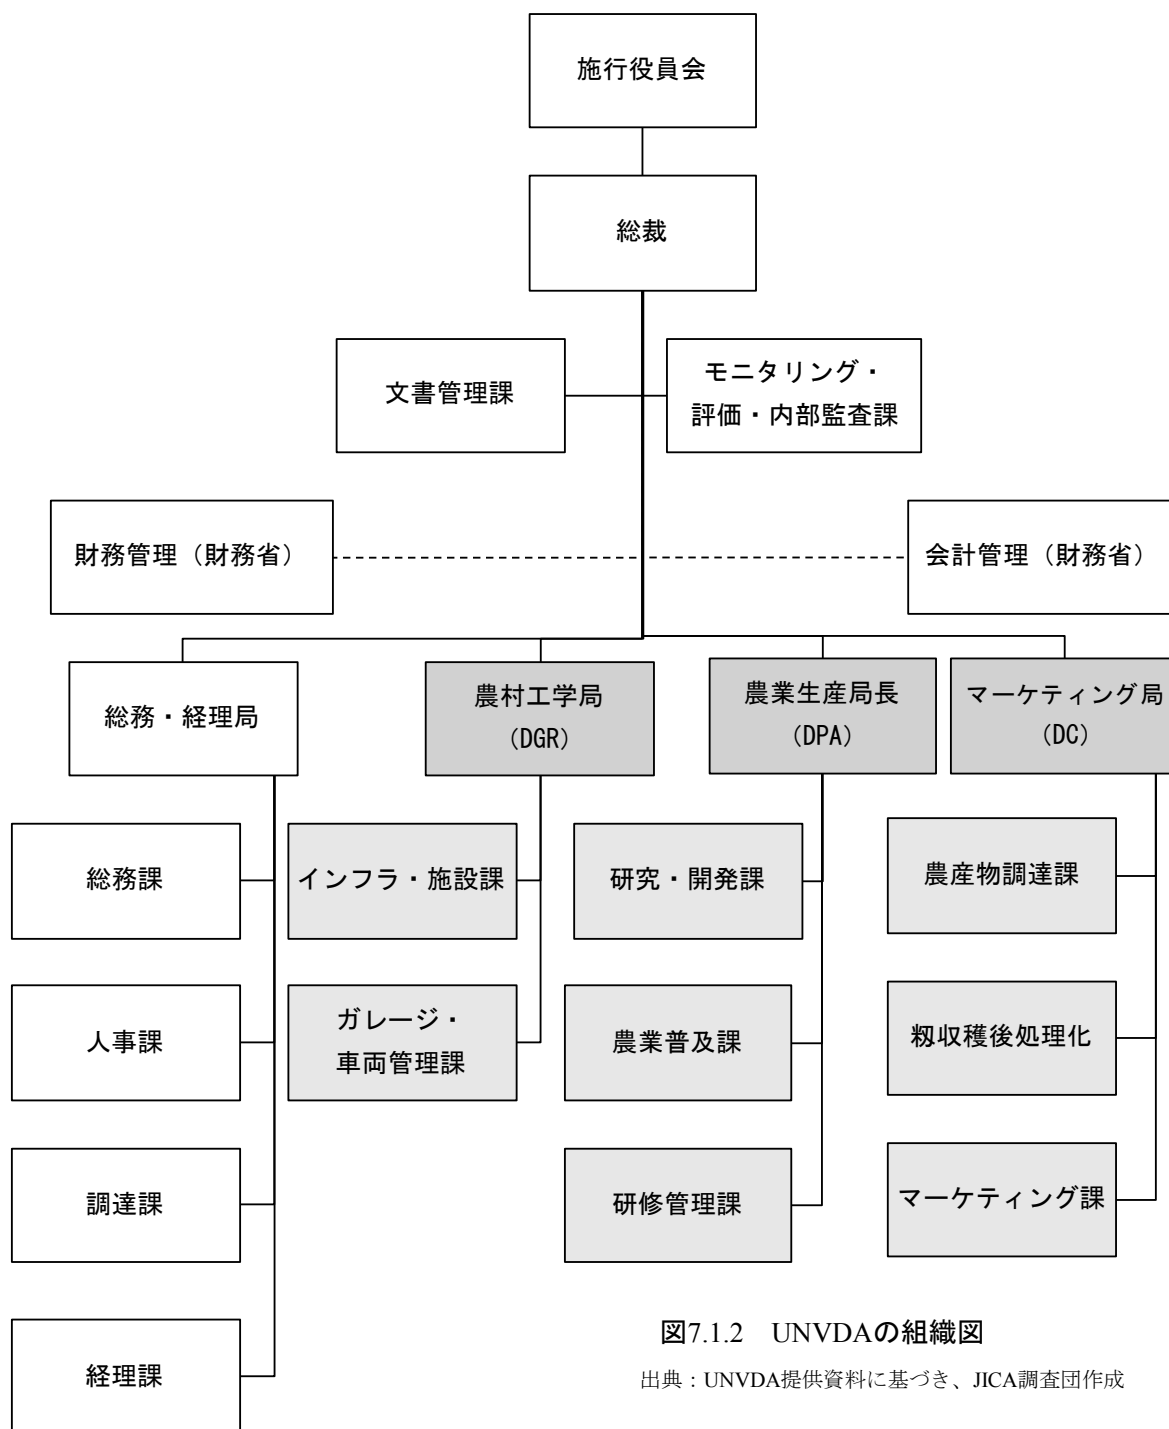 施行役員会
総裁
文書管理課
モニタリング・
評価・内部監査課
財務管理（財務省）
会計管理（財務省）
総務・経理局
農村工学局
（DGR）
農業生産局長
（DPA）
マーケティング局
（DC）
総務課
インフラ・施設課
研究・開発課
農産物調達課
人事課
ガレージ・
車両管理課
農業普及課
籾収穫後処理化
調達課
研修管理課
マーケティング課
経理課
図7.1.2　UNVDAの組織図
出典：UNVDA提供資料に基づき、JICA調査団作成